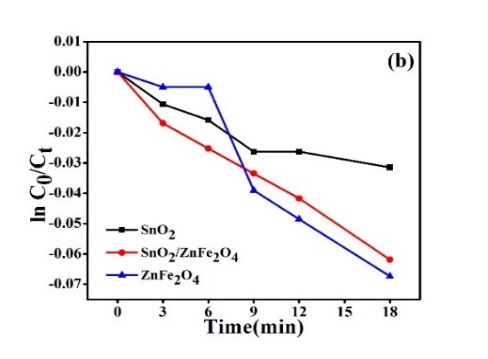 0.01
(b)
0.00
-0.01
-0.02
-0.03
-0.04
-0.05
-0.06
-0.07
ln C₀/Cₜ
SnO₂
SnO₂/ZnFe₂O₄
ZnFe₂O₄
0 3 6 9 12 15 18
Time(min)